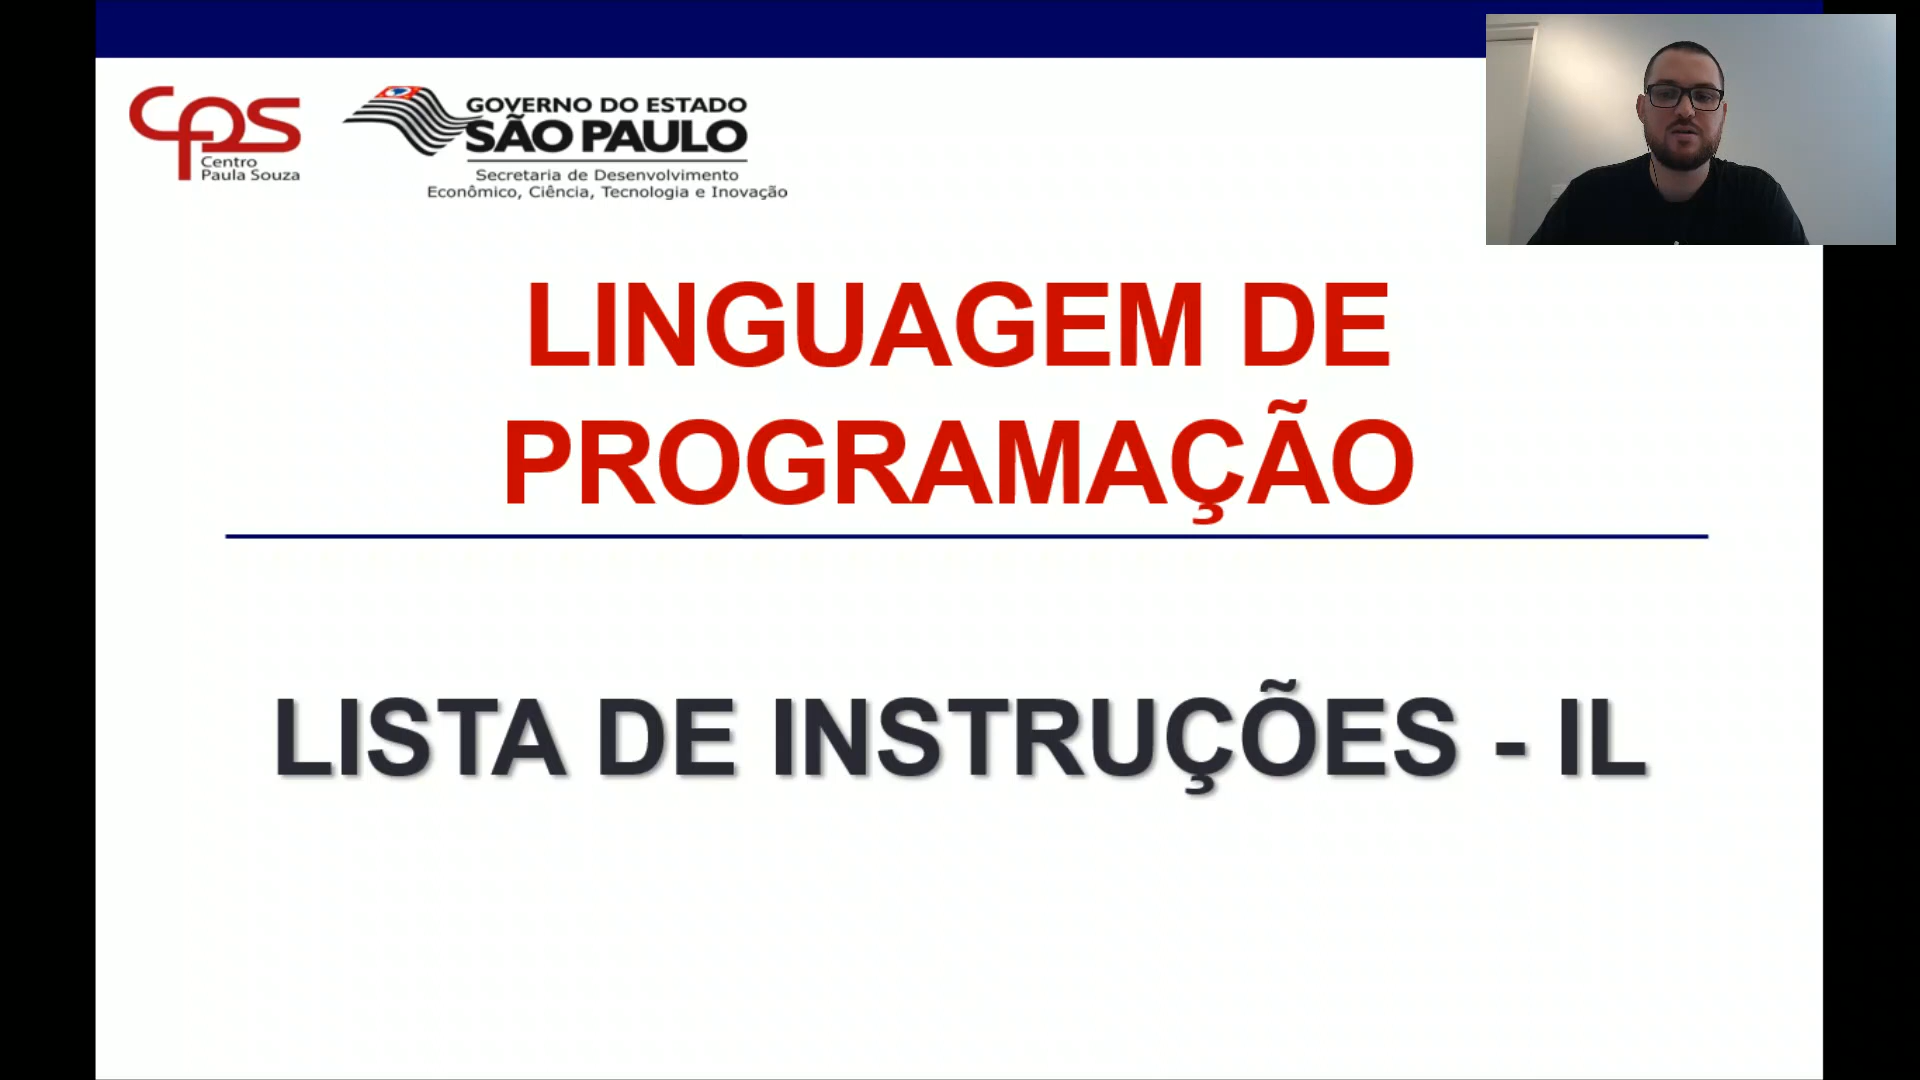 cps
Centro
Paula Souza
GOVERNO DO ESTADO
SÃO PAULO
Secretaria de Desenvolvimento
Econômico, Ciência, Tecnologia e Inovação
LINGUAGEM DE
PROGRAMAÇÃO
LISTA DE INSTRUÇÕES - IL